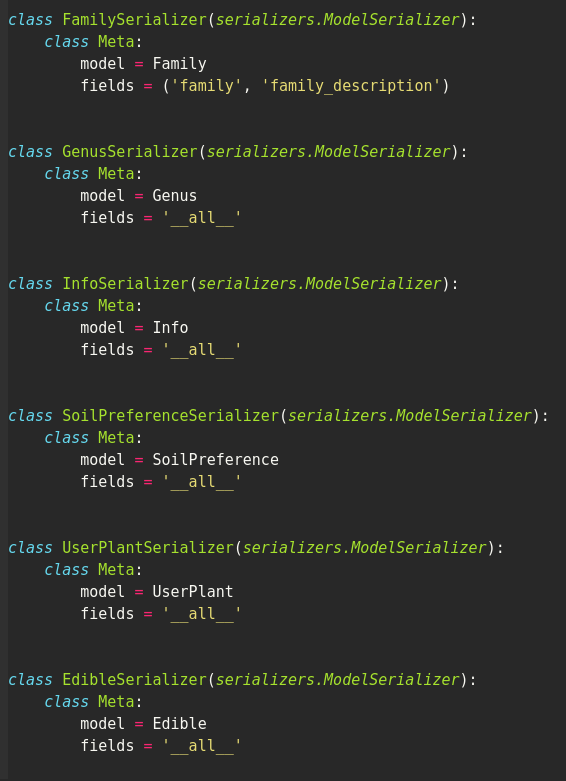 class FamilySerializer(serializers.ModelSerializer):
    class Meta:
        model = Family
        fields = ('family', 'family_description')


class GenusSerializer(serializers.ModelSerializer):
    class Meta:
        model = Genus
        fields = '__all__'


class InfoSerializer(serializers.ModelSerializer):
    class Meta:
        model = Info
        fields = '__all__'


class SoilPreferenceSerializer(serializers.ModelSerializer):
    class Meta:
        model = SoilPreference
        fields = '__all__'


class UserPlantSerializer(serializers.ModelSerializer):
    class Meta:
        model = UserPlant
        fields = '__all__'


class EdibleSerializer(serializers.ModelSerializer):
    class Meta:
        model = Edible
        fields = '__all__'